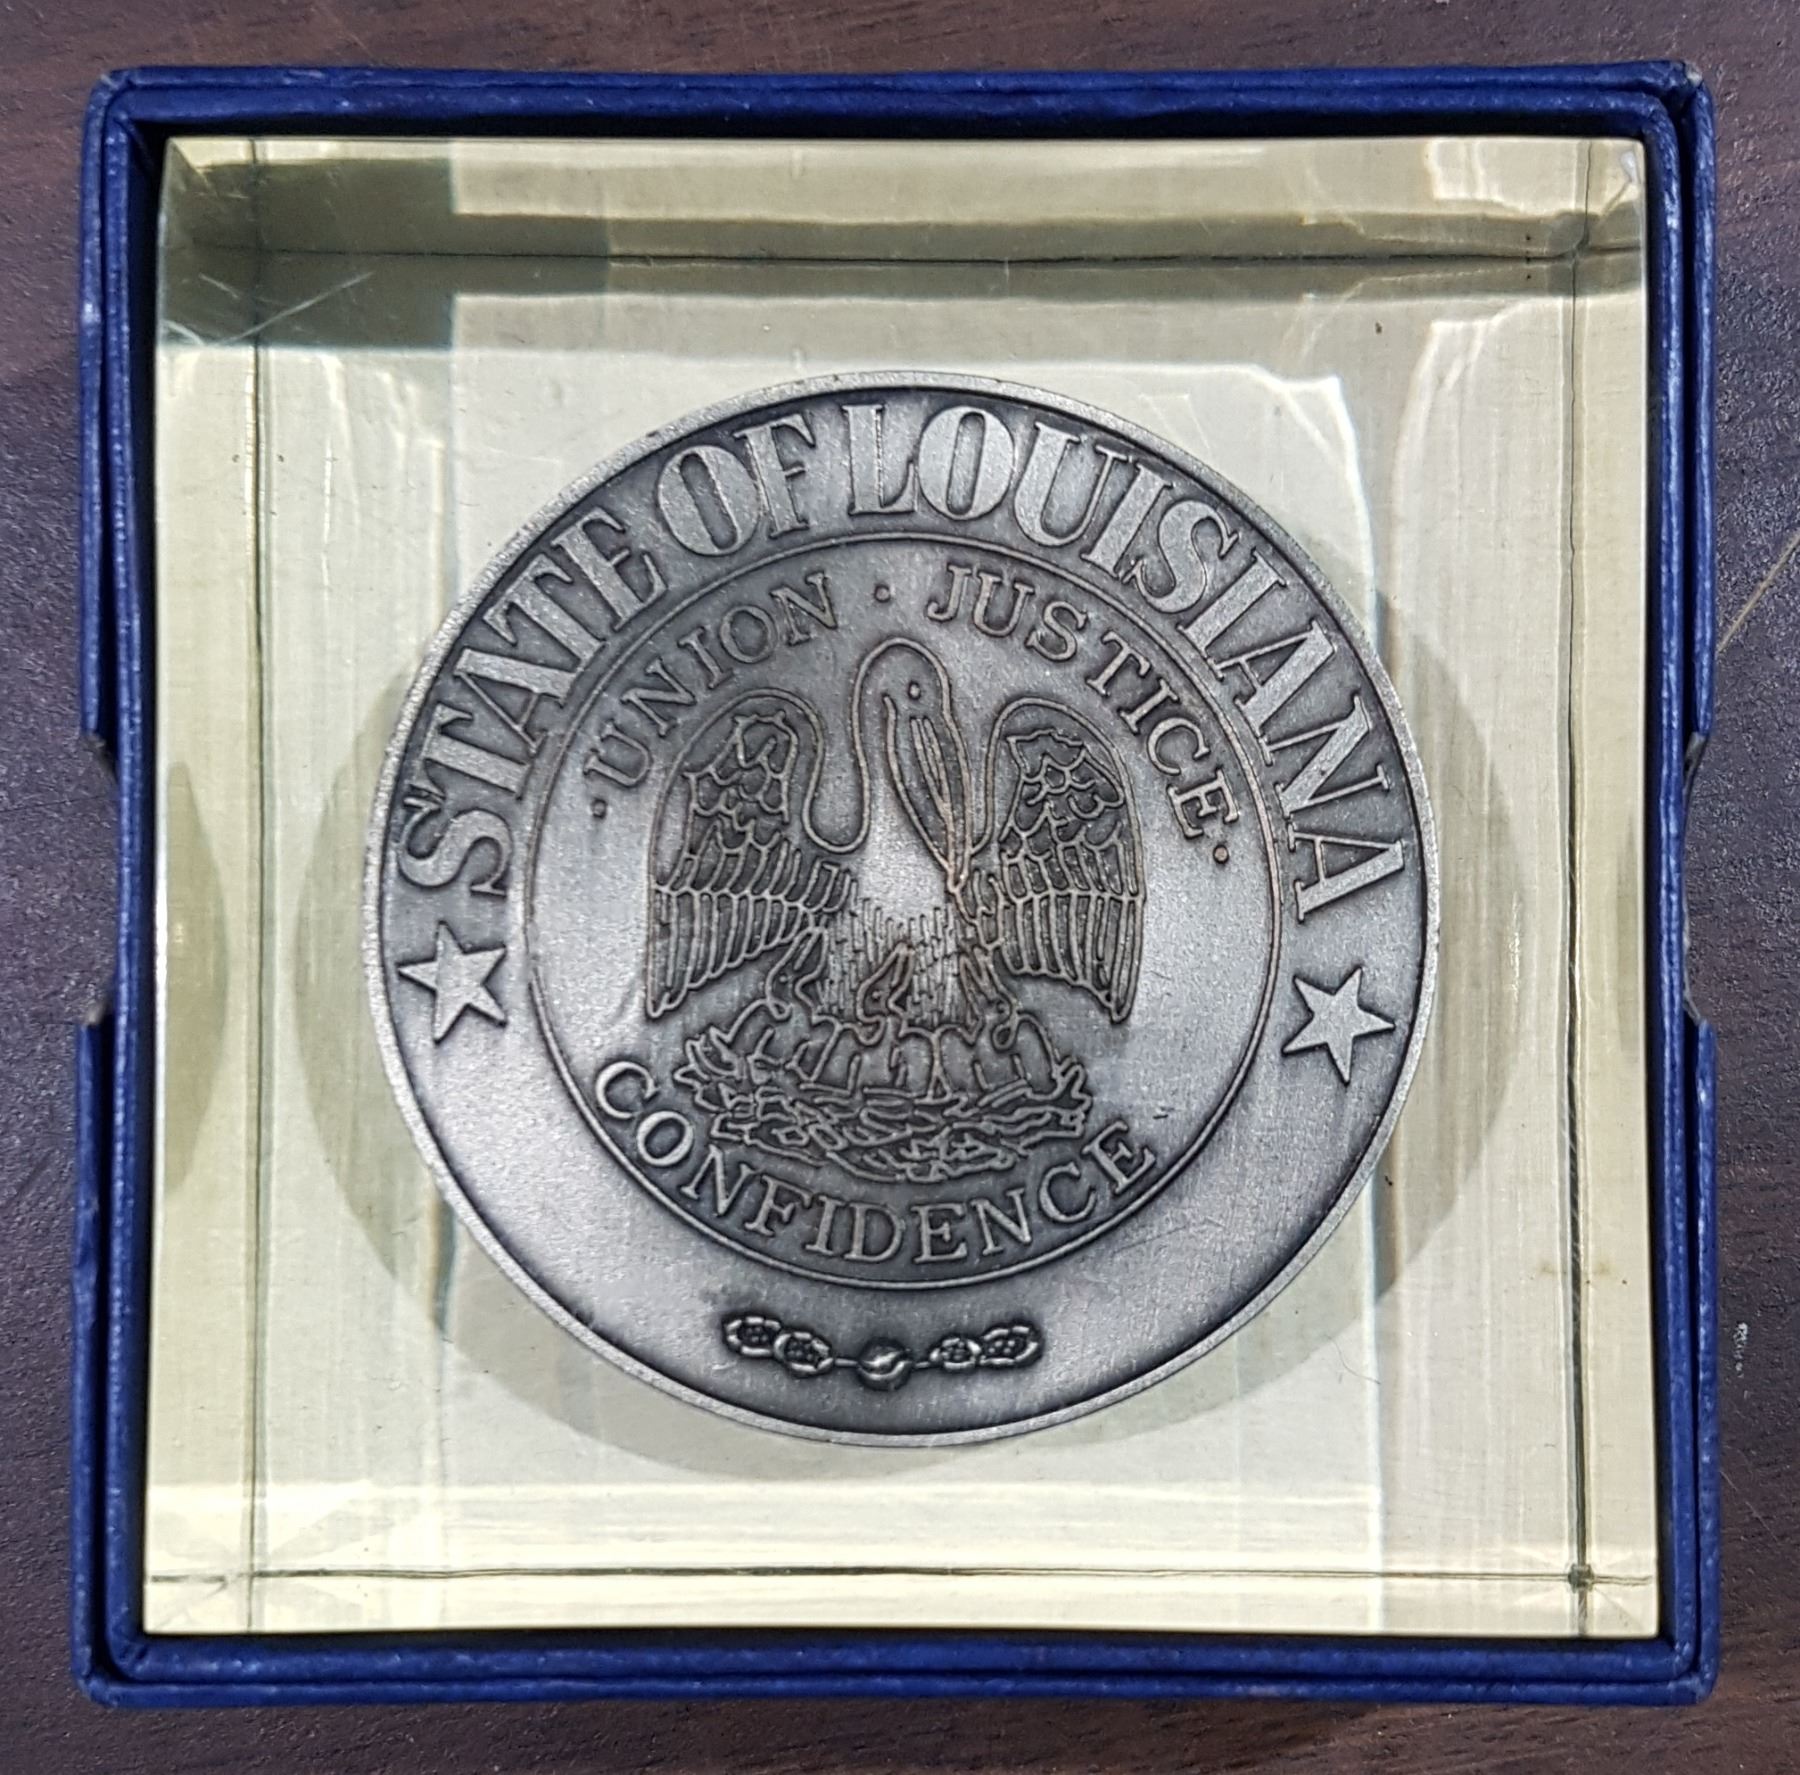 STATE OF LOUISIANA
· UNION · JUSTICE ·
CONFIDENCE